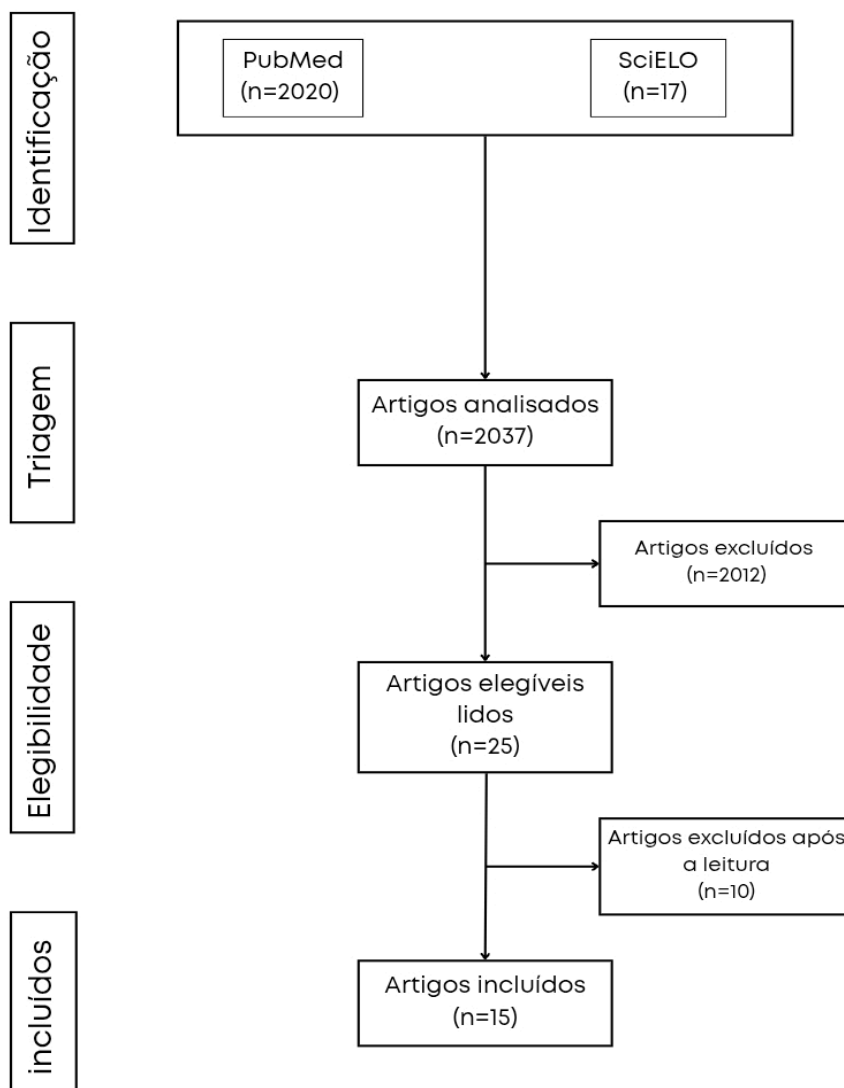 Identificação
PubMed
(n=2020)
SciELO
(n=17)
Triagem
Artigos analisados
(n=2037)
Artigos excluídos
(n=2012)
Elegibilidade
Artigos elegíveis
lidos
(n=25)
Artigos excluídos após
a leitura
(n=10)
incluídos
Artigos incluídos
(n=15)